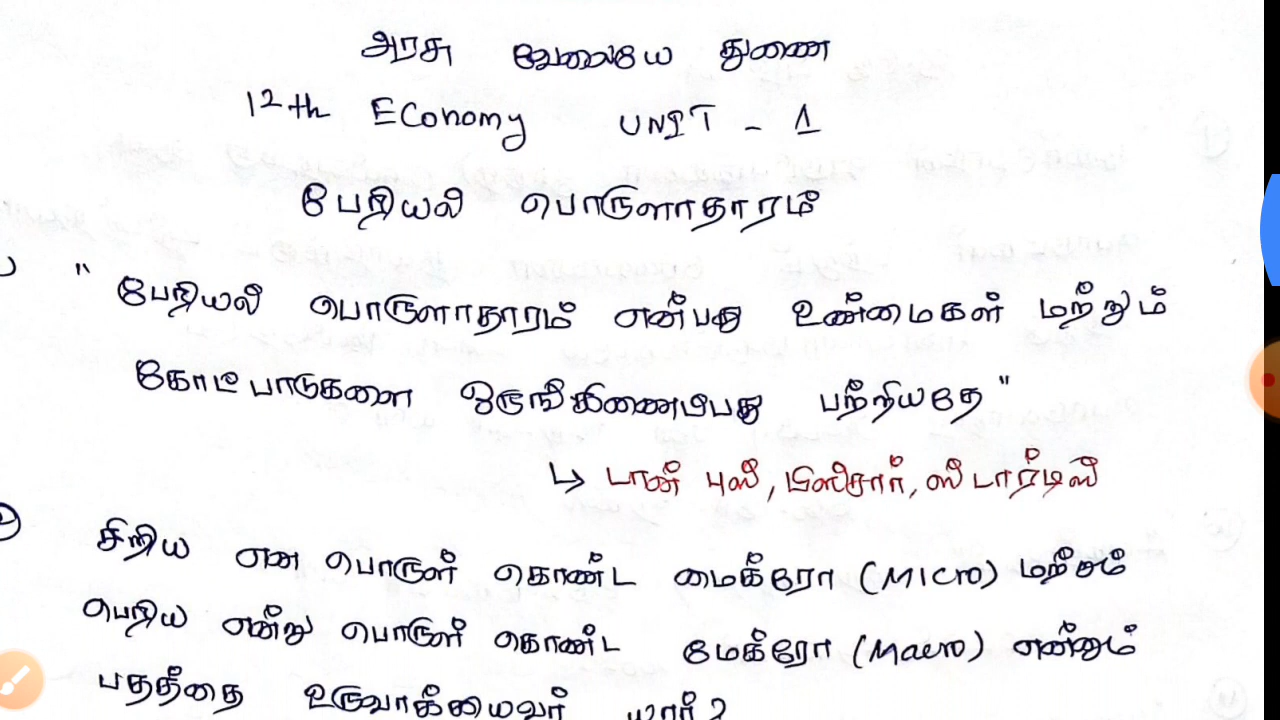 அரசு வேலையே துணை
12th Economy UNIT - 1
பேரியல் பொருளாதாரம்
" பேரியல் பொருளாதாரம் என்பது உண்மைகள் மற்றும்
கோட்பாடுகளை ஒருங்கிணைப்பது பற்றியதே "
↳ டான் புஸ், பிஸ்சர், ஸ்டார்டஸ்
சிறிய என பொருள் கொண்ட மைக்ரோ (Micro) மற்றும்
பெரிய என்று பொருள் கொண்ட மேக்ரோ (Macro) என்னும்
பதத்தை உருவாக்கியவர் யார்?